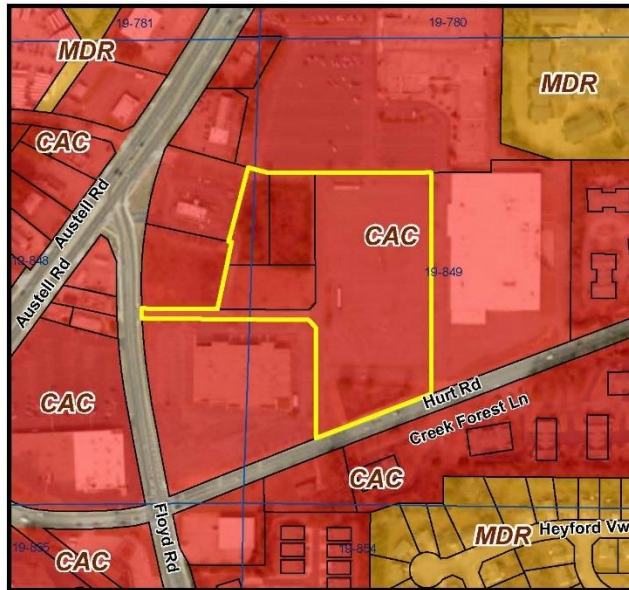 19-781
19-780
MDR
MDR
CAC
Austell Rd
CAC
19-848
19-849
Austell Rd
Hurt Rd
CAC
Creek Forest Ln
CAC
Floyd Rd
MDR
Heyford Vw
19-855
19-854
CAC